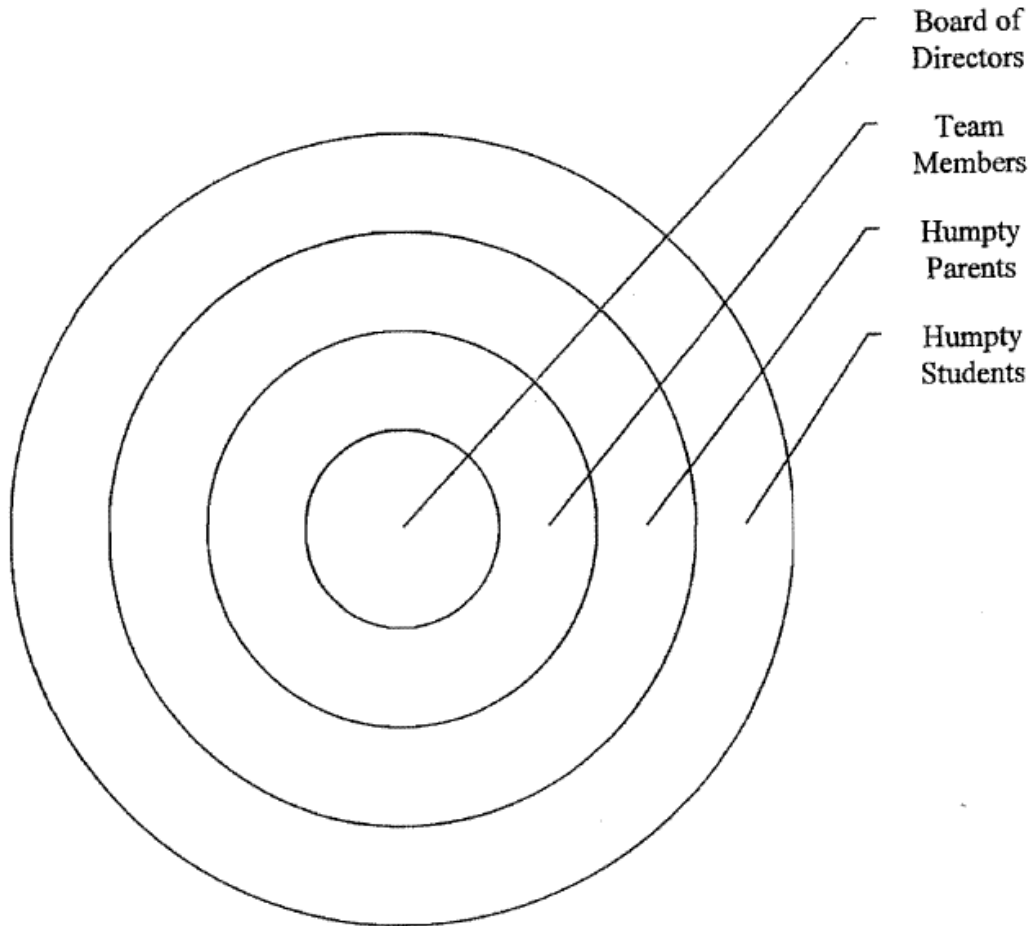 Board of
Directors
Team
Members
Humpty
Parents
Humpty
Students